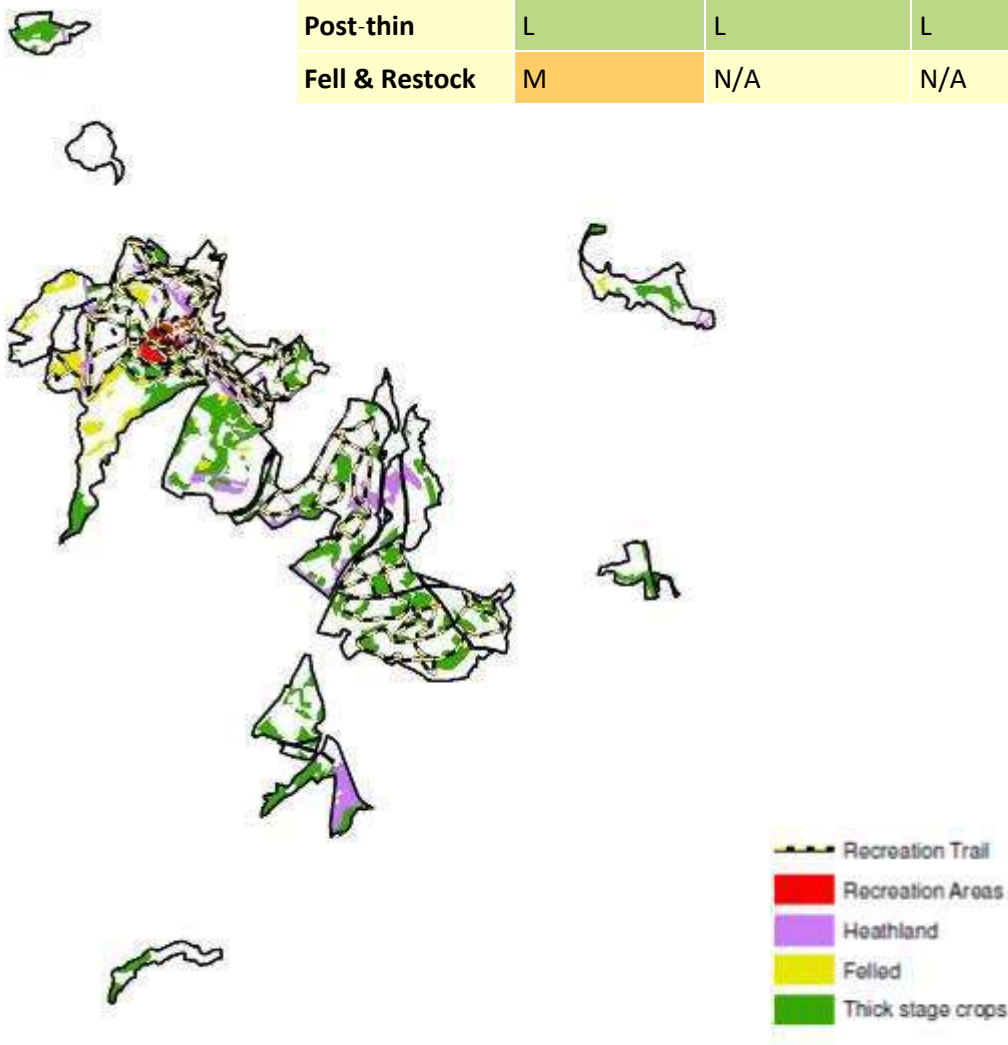 Post-thin L L L
Fell & Restock M N/A N/A
Recreation Trail
Recreation Areas
Heathland
Felled
Thick stage crops